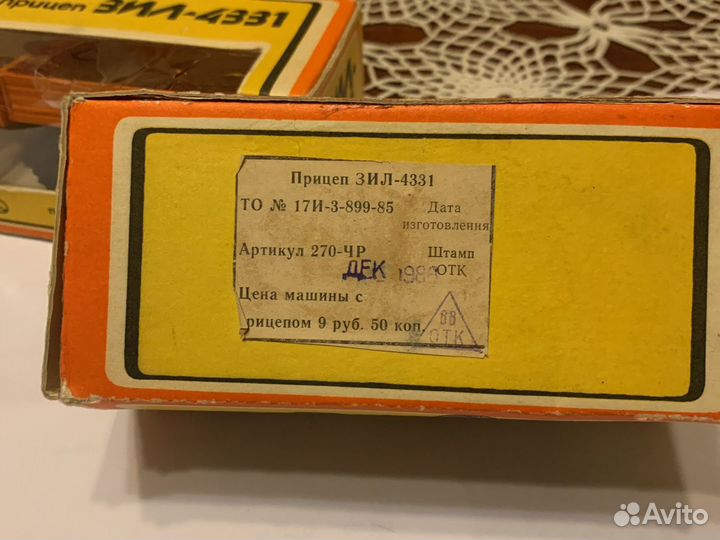 прицеп ЗИЛ-4331
Прицеп ЗИЛ-4331
ТО № 17И-3-899-85 Дата
изготовления
Артикул 270-ЧР Штамп
ДЕК ОТК
Цена машины с
рицепом 9 руб. 50 коп.
88
ОТК
Avito